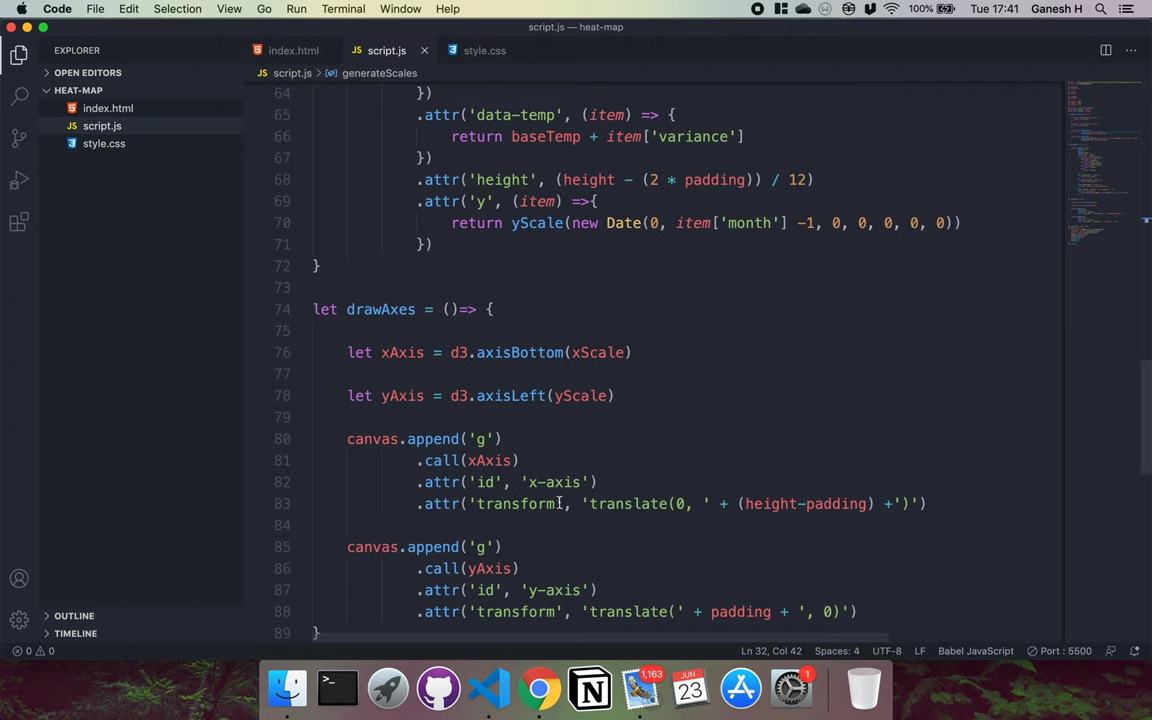 Code File Edit Selection View Go Run Terminal Window Help 100% Tue 17:41 Ganesh H
script.js — heat-map
EXPLORER
index.html
JS script.js
style.css
OPEN EDITORS
JS script.js > generateScales
HEAT-MAP
index.html
JS script.js
style.css
64 })
65 .attr('data-temp', (item) => {
66 return baseTemp + item['variance']
67 })
68 .attr('height', (height - (2 * padding)) / 12)
69 .attr('y', (item) =>{
70 return yScale(new Date(0, item['month'] -1, 0, 0, 0, 0, 0))
71 })
72 }
73
74 let drawAxes = ()=> {
75
76 let xAxis = d3.axisBottom(xScale)
77
78 let yAxis = d3.axisLeft(yScale)
79
80 canvas.append('g')
81 .call(xAxis)
82 .attr('id', 'x-axis')
83 .attr('transform', 'translate(0, ' + (height-padding) +')')
84
85 canvas.append('g')
86 .call(yAxis)
87 .attr('id', 'y-axis')
88 .attr('transform', 'translate(' + padding + ', 0)')
89 }
OUTLINE
TIMELINE
0 0 Ln 32, Col 42 Spaces: 4 UTF-8 LF Babel JavaScript Port : 5500
>_
N
1,163
JUN
23
1